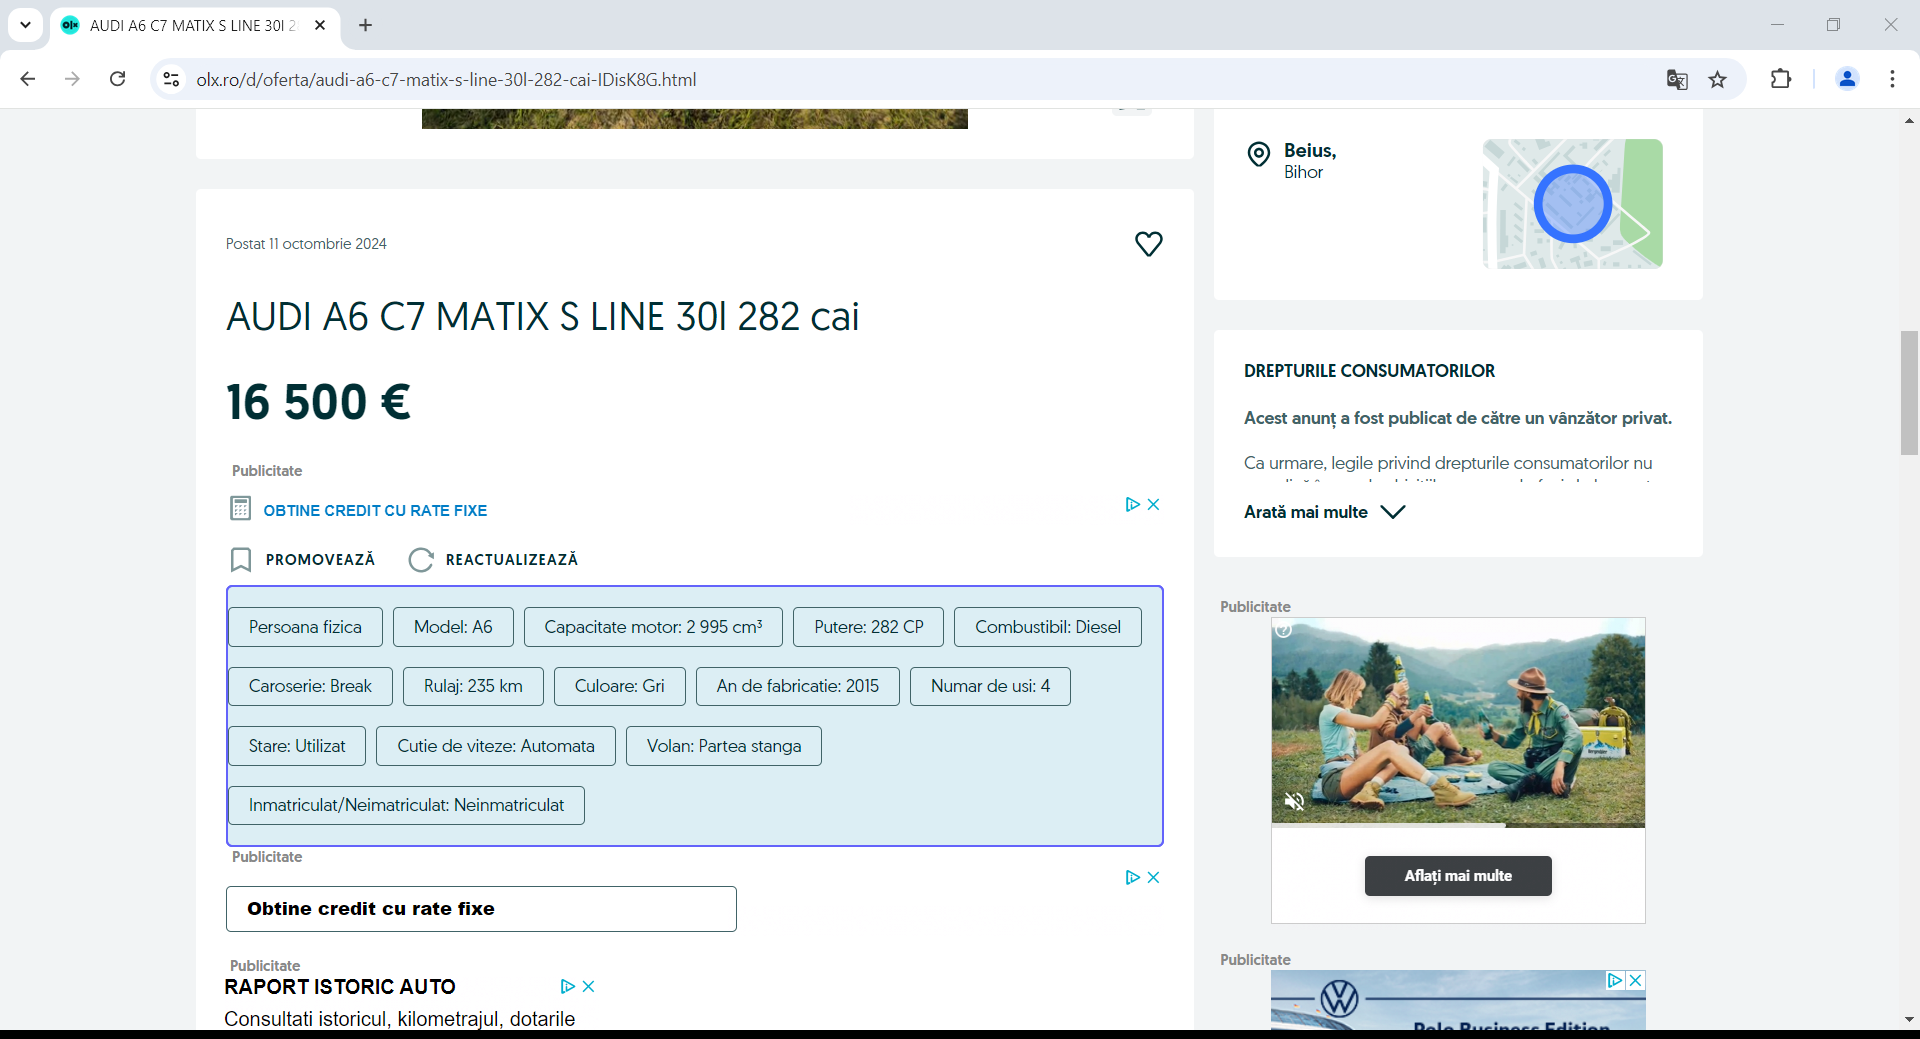 AUDI A6 C7 MATIX S LINE 30l 2
olx.ro/d/oferta/audi-a6-c7-matix-s-line-30l-282-cai-IDisK8G.html
Postat 11 octombrie 2024
AUDI A6 C7 MATIX S LINE 30l 282 cai
16 500 €
Publicitate
OBTINE CREDIT CU RATE FIXE
PROMOVEAZĂ REACTUALIZEAZĂ
Persoana fizica Model: A6 Capacitate motor: 2 995 cm³ Putere: 282 CP Combustibil: Diesel
Caroserie: Break Rulaj: 235 km Culoare: Gri An de fabricatie: 2015 Numar de usi: 4
Stare: Utilizat Cutie de viteze: Automata Volan: Partea stanga
Inmatriculat/Neimatriculat: Neinmatriculat
Publicitate
Obtine credit cu rate fixe
Publicitate
RAPORT ISTORIC AUTO
Consultati istoricul, kilometrajul, dotarile
Beius,
Bihor
DREPTURILE CONSUMATORILOR
Acest anunț a fost publicat de către un vânzător privat.
Ca urmare, legile privind drepturile consumatorilor nu
Arată mai multe
Publicitate
Aflați mai multe
Publicitate
Polo Business Edition